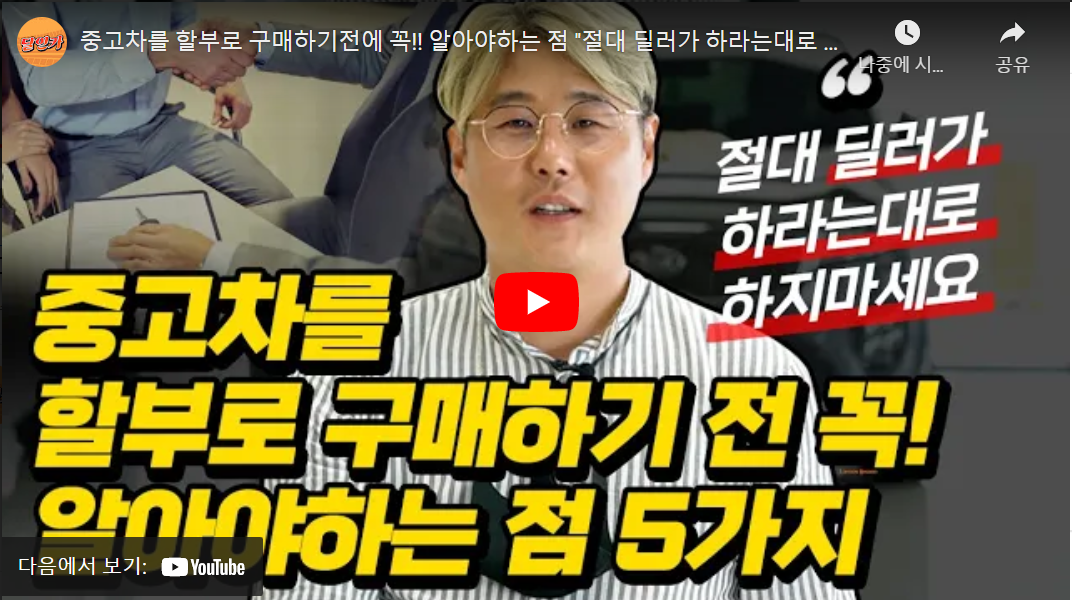 달인카
중고차를 할부로 구매하기전에 꼭!! 알아야하는 점 "절대 딜러가 하라는대로 ...
나중에 시...
공유
“
절대 딜러가
하라는대로
하지마세요
중고차를
할부로 구매하기 전 꼭!
알아야하는 점 5가지
다음에서 보기: YouTube